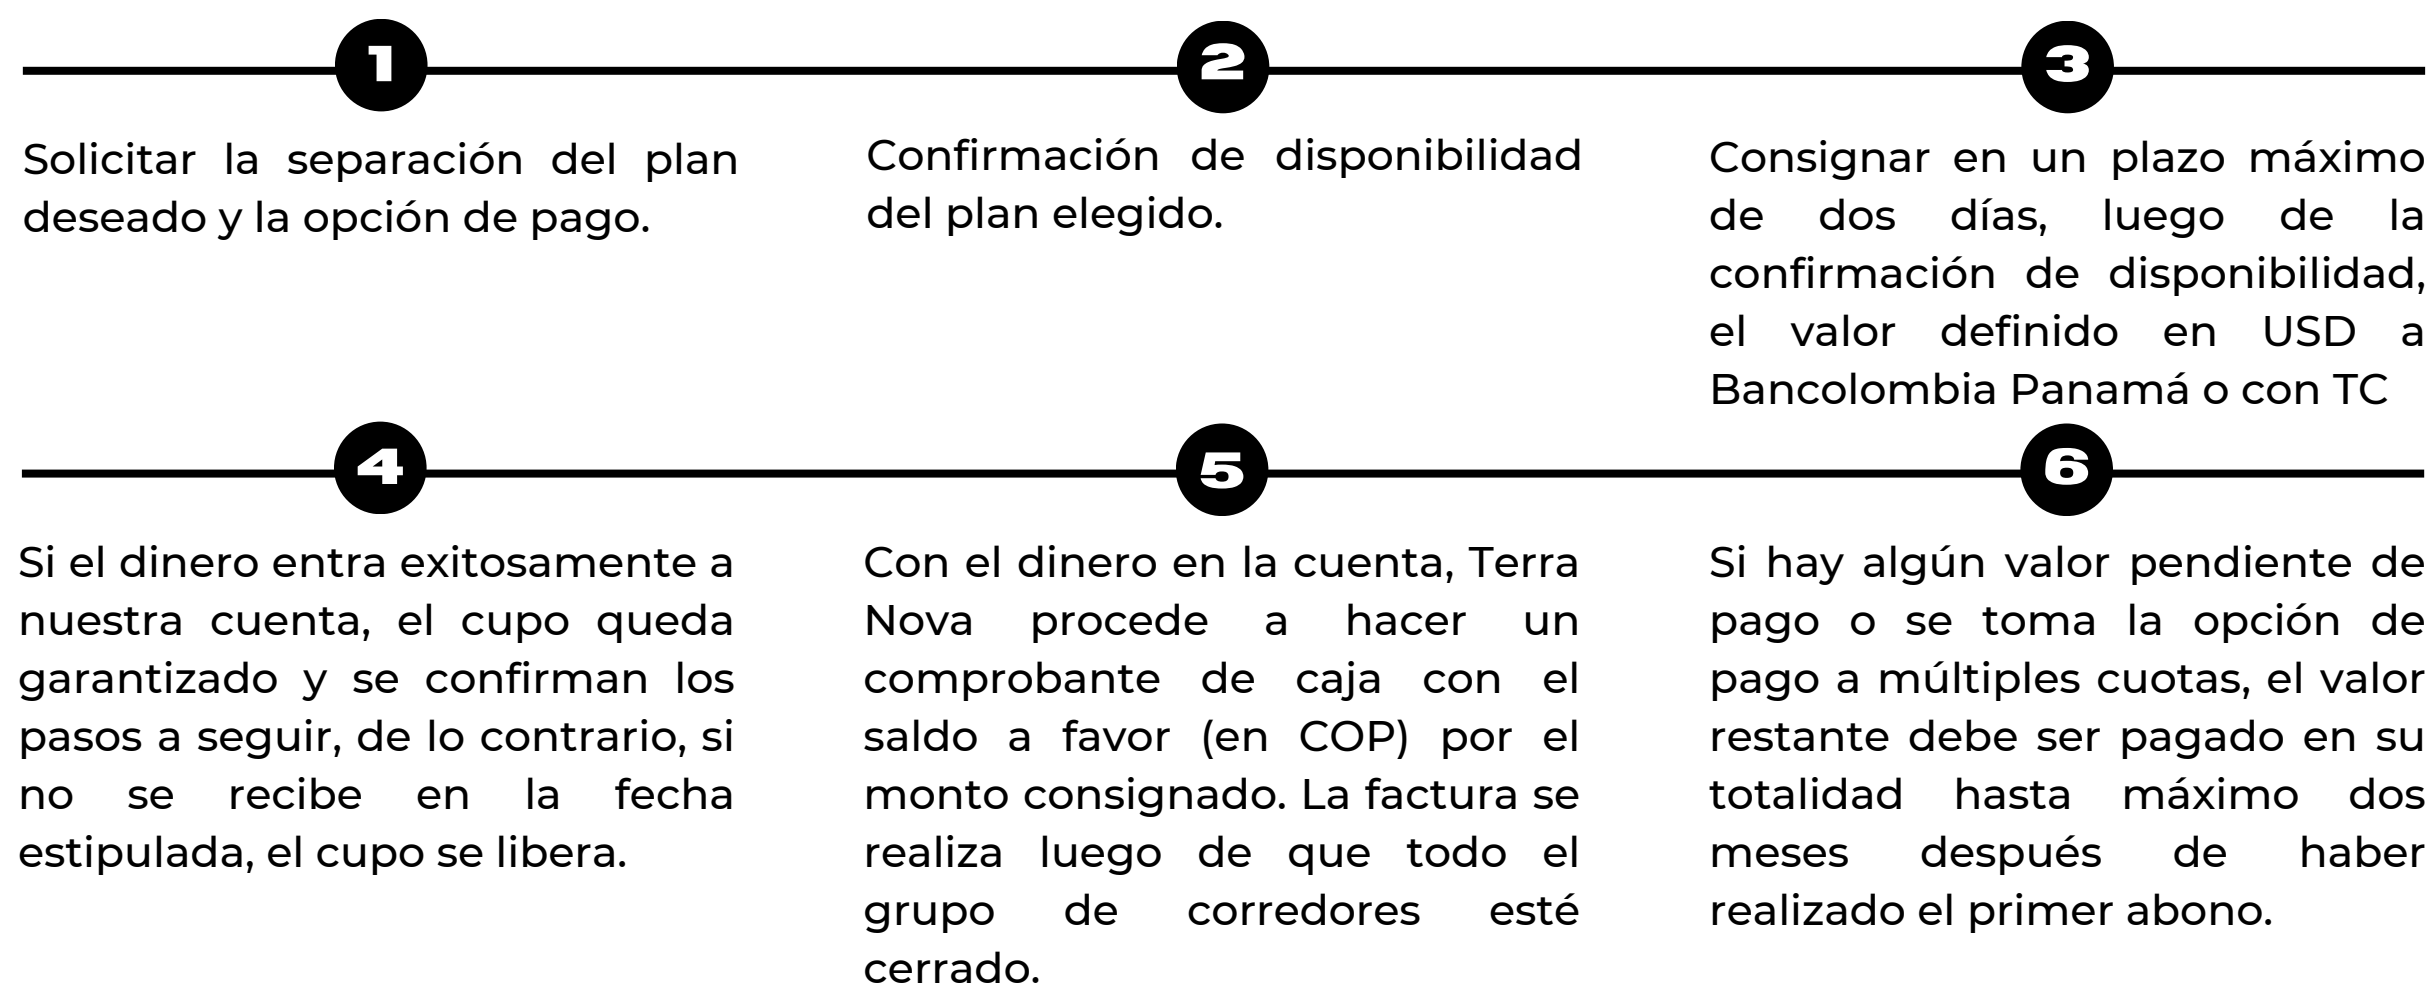 1
Solicitar la separación del plan
deseado y la opción de pago.
2
Confirmación de disponibilidad
del plan elegido.
3
Consignar en un plazo máximo
de dos días, luego de la
confirmación de disponibilidad,
el valor definido en USD a
Bancolombia Panamá o con TC
4
Si el dinero entra exitosamente a
nuestra cuenta, el cupo queda
garantizado y se confirman los
pasos a seguir, de lo contrario, si
no se recibe en la fecha
estipulada, el cupo se libera.
5
Con el dinero en la cuenta, Terra
Nova procede a hacer un
comprobante de caja con el
saldo a favor (en COP) por el
monto consignado. La factura se
realiza luego de que todo el
grupo de corredores esté
cerrado.
6
Si hay algún valor pendiente de
pago o se toma la opción de
pago a múltiples cuotas, el valor
restante debe ser pagado en su
totalidad hasta máximo dos
meses después de haber
realizado el primer abono.